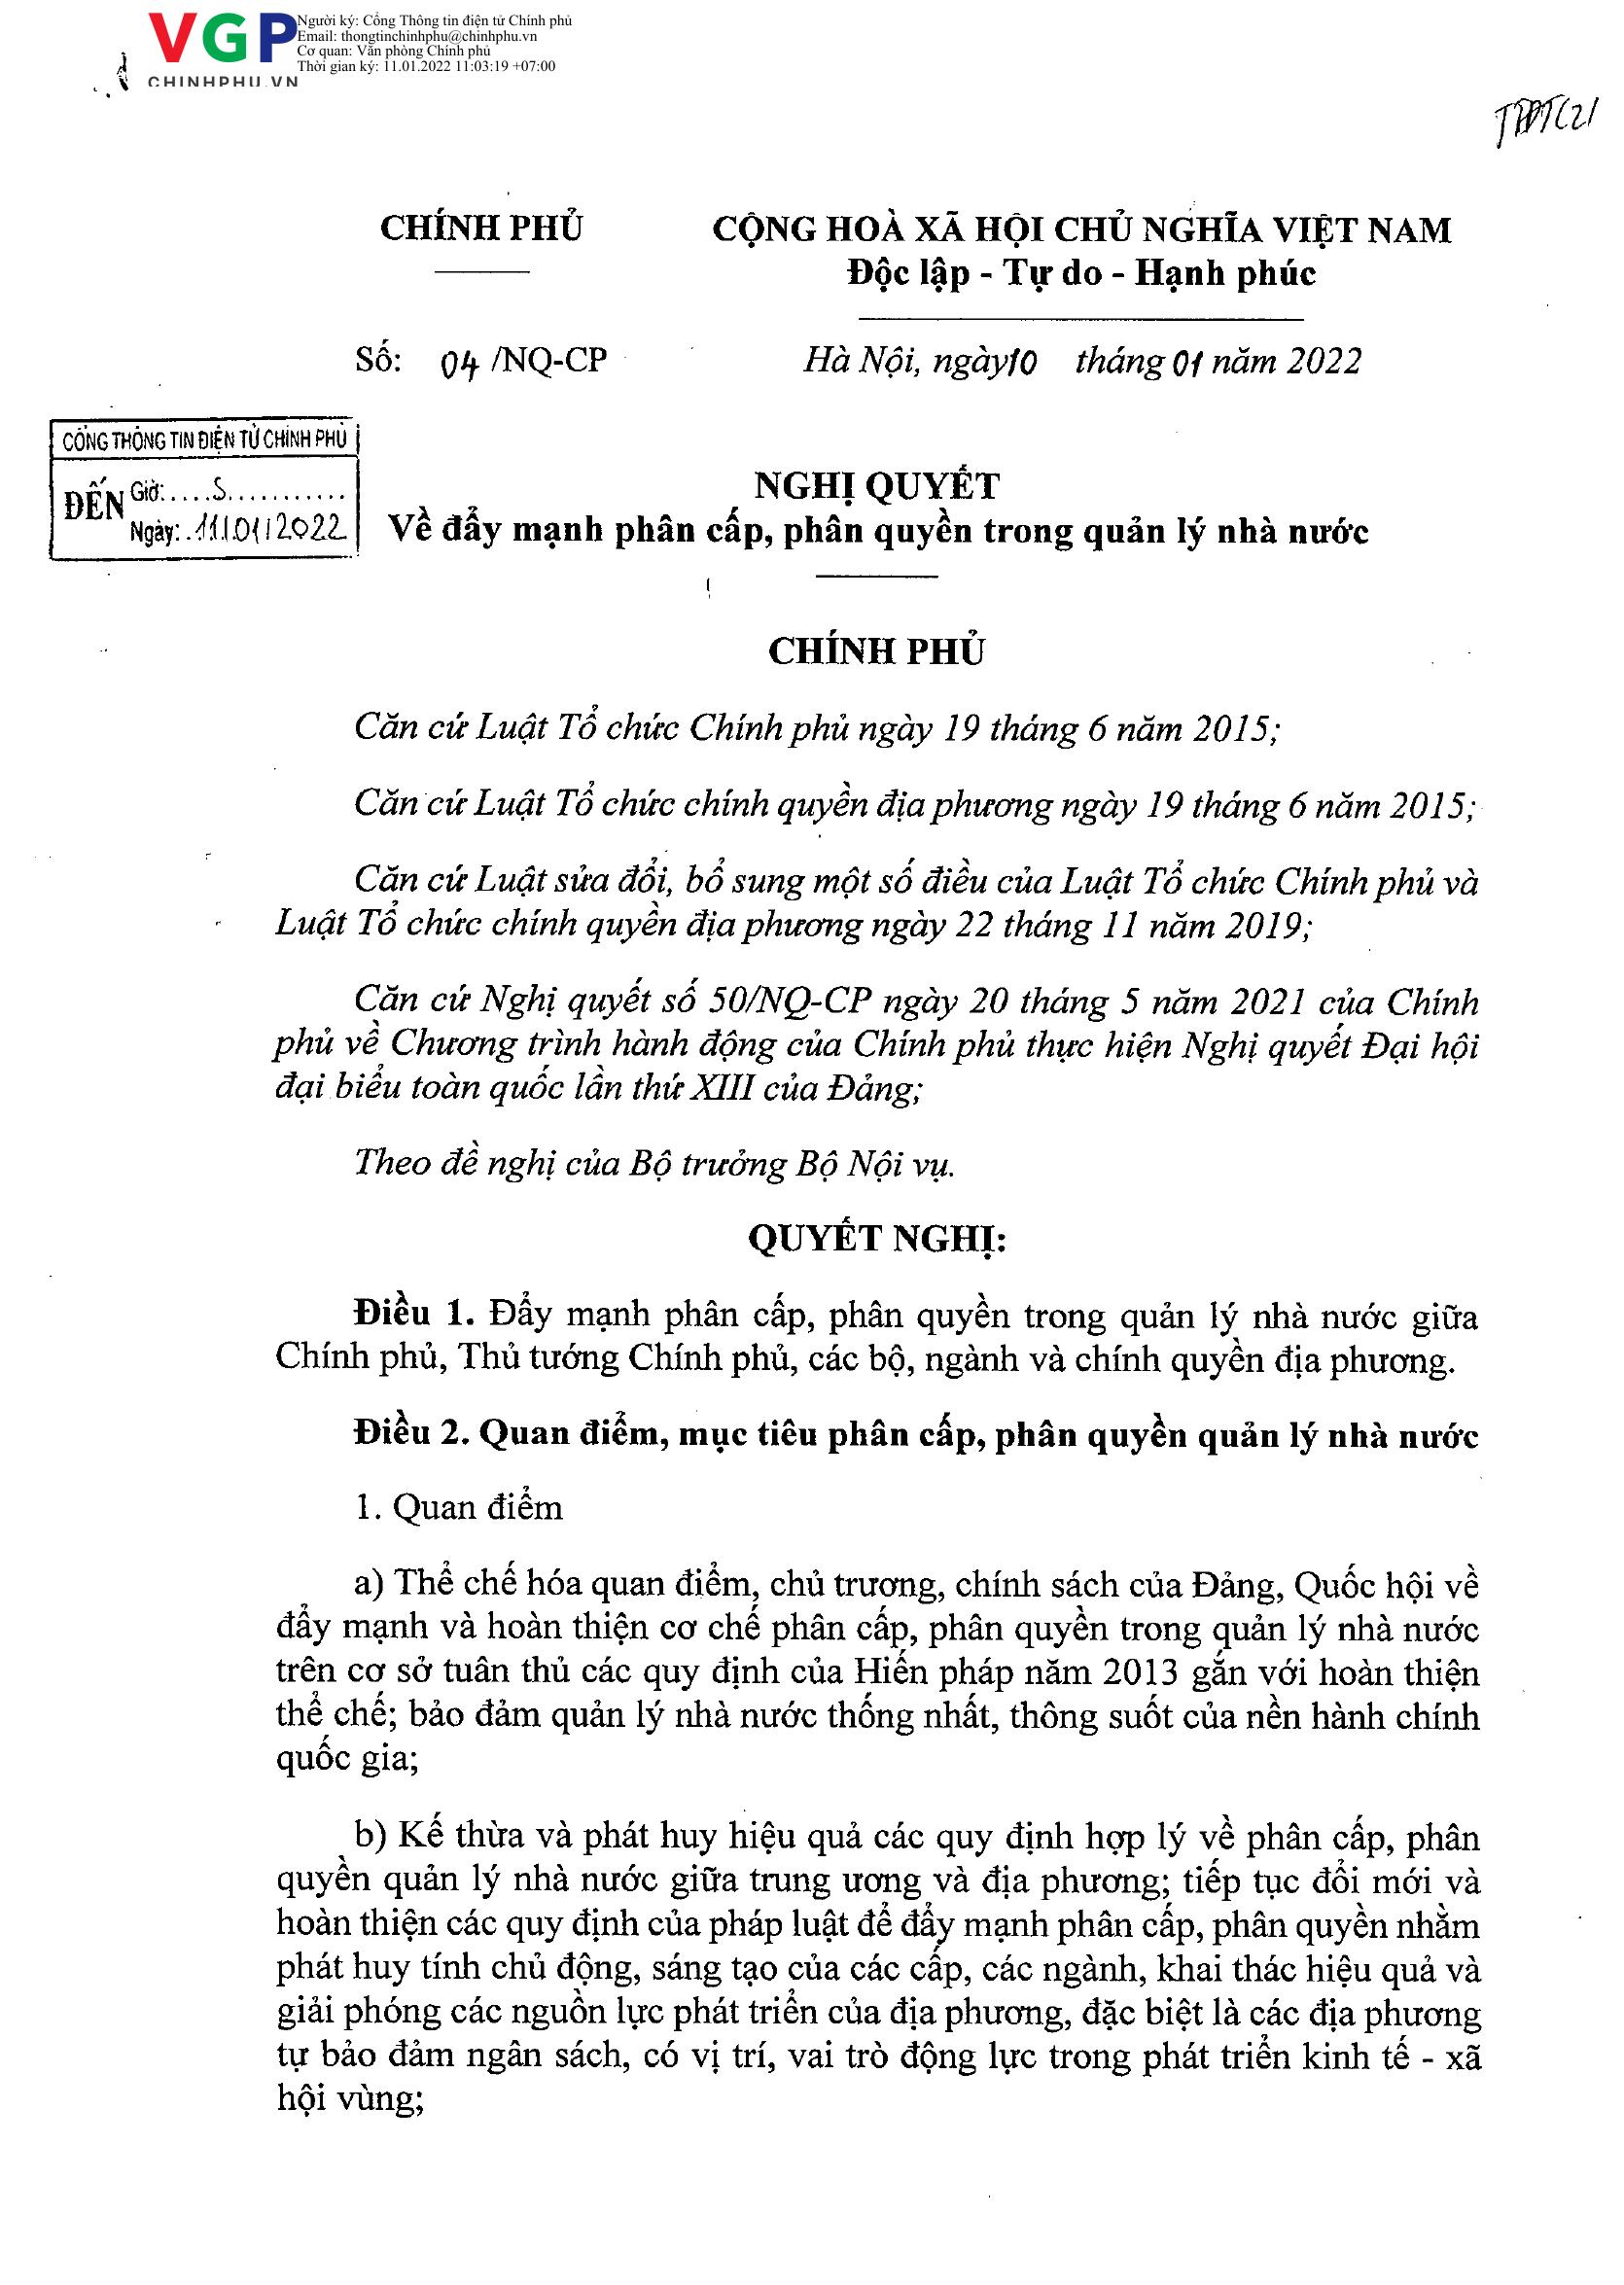 VGP
CHINHPHU.VN
Người ký: Cổng Thông tin điện tử Chính phủ
Email: thongtinchinhphu@chinhphu.vn
Cơ quan: Văn phòng Chính phủ
Thời gian ký: 11.01.2022 11:03:19 +07:00
CHÍNH PHỦ
CỘNG HOÀ XÃ HỘI CHỦ NGHĨA VIỆT NAM
Độc lập - Tự do - Hạnh phúc
Số: 04 /NQ-CP
Hà Nội, ngày 10 tháng 01 năm 2022
CỔNG THÔNG TIN ĐIỆN TỬ CHÍNH PHỦ
ĐẾN
Giờ: ....S...........
Ngày: .11/01/2022
NGHỊ QUYẾT
Về đẩy mạnh phân cấp, phân quyền trong quản lý nhà nước
CHÍNH PHỦ
Căn cứ Luật Tổ chức Chính phủ ngày 19 tháng 6 năm 2015;
Căn cứ Luật Tổ chức chính quyền địa phương ngày 19 tháng 6 năm 2015;
Căn cứ Luật sửa đổi, bổ sung một số điều của Luật Tổ chức Chính phủ và
Luật Tổ chức chính quyền địa phương ngày 22 tháng 11 năm 2019;
Căn cứ Nghị quyết số 50/NQ-CP ngày 20 tháng 5 năm 2021 của Chính
phủ về Chương trình hành động của Chính phủ thực hiện Nghị quyết Đại hội
đại biểu toàn quốc lần thứ XIII của Đảng;
Theo đề nghị của Bộ trưởng Bộ Nội vụ.
QUYẾT NGHỊ:
Điều 1. Đẩy mạnh phân cấp, phân quyền trong quản lý nhà nước giữa
Chính phủ, Thủ tướng Chính phủ, các bộ, ngành và chính quyền địa phương.
Điều 2. Quan điểm, mục tiêu phân cấp, phân quyền quản lý nhà nước
1. Quan điểm
a) Thể chế hóa quan điểm, chủ trương, chính sách của Đảng, Quốc hội về
đẩy mạnh và hoàn thiện cơ chế phân cấp, phân quyền trong quản lý nhà nước
trên cơ sở tuân thủ các quy định của Hiến pháp năm 2013 gắn với hoàn thiện
thể chế; bảo đảm quản lý nhà nước thống nhất, thông suốt của nền hành chính
quốc gia;
b) Kế thừa và phát huy hiệu quả các quy định hợp lý về phân cấp, phân
quyền quản lý nhà nước giữa trung ương và địa phương; tiếp tục đổi mới và
hoàn thiện các quy định của pháp luật để đẩy mạnh phân cấp, phân quyền nhằm
phát huy tính chủ động, sáng tạo của các cấp, các ngành, khai thác hiệu quả và
giải phóng các nguồn lực phát triển của địa phương, đặc biệt là các địa phương
tự bảo đảm ngân sách, có vị trí, vai trò động lực trong phát triển kinh tế - xã
hội vùng;